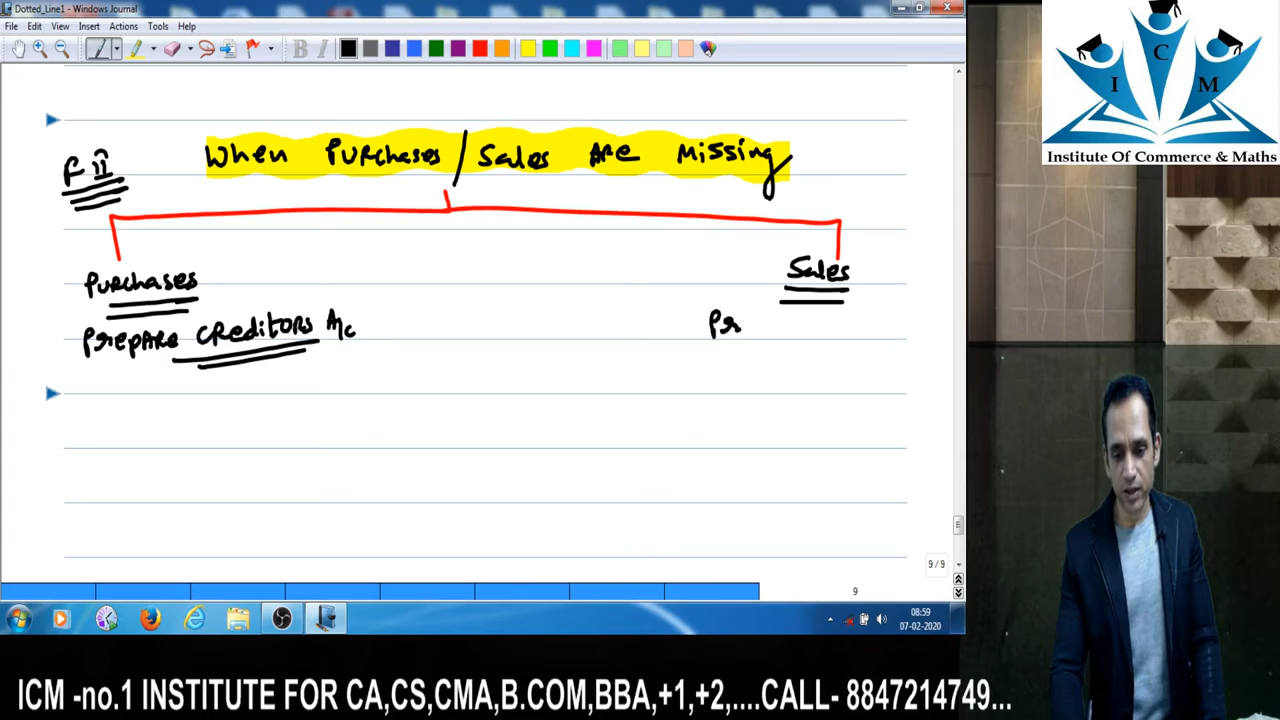 Dotted_Line1 - Windows Journal
File Edit View Insert Actions Tools Help
B I
When Purchases / Sales Are Missing
F II
Purchases
Sales
Prepare Creditors A/c
Pr
9 / 9
9
08:59
07-02-2020
I C M
Institute Of Commerce & Maths
ICM -no.1 INSTITUTE FOR CA,CS,CMA,B.COM,BBA,+1,+2,....CALL- 8847214749...